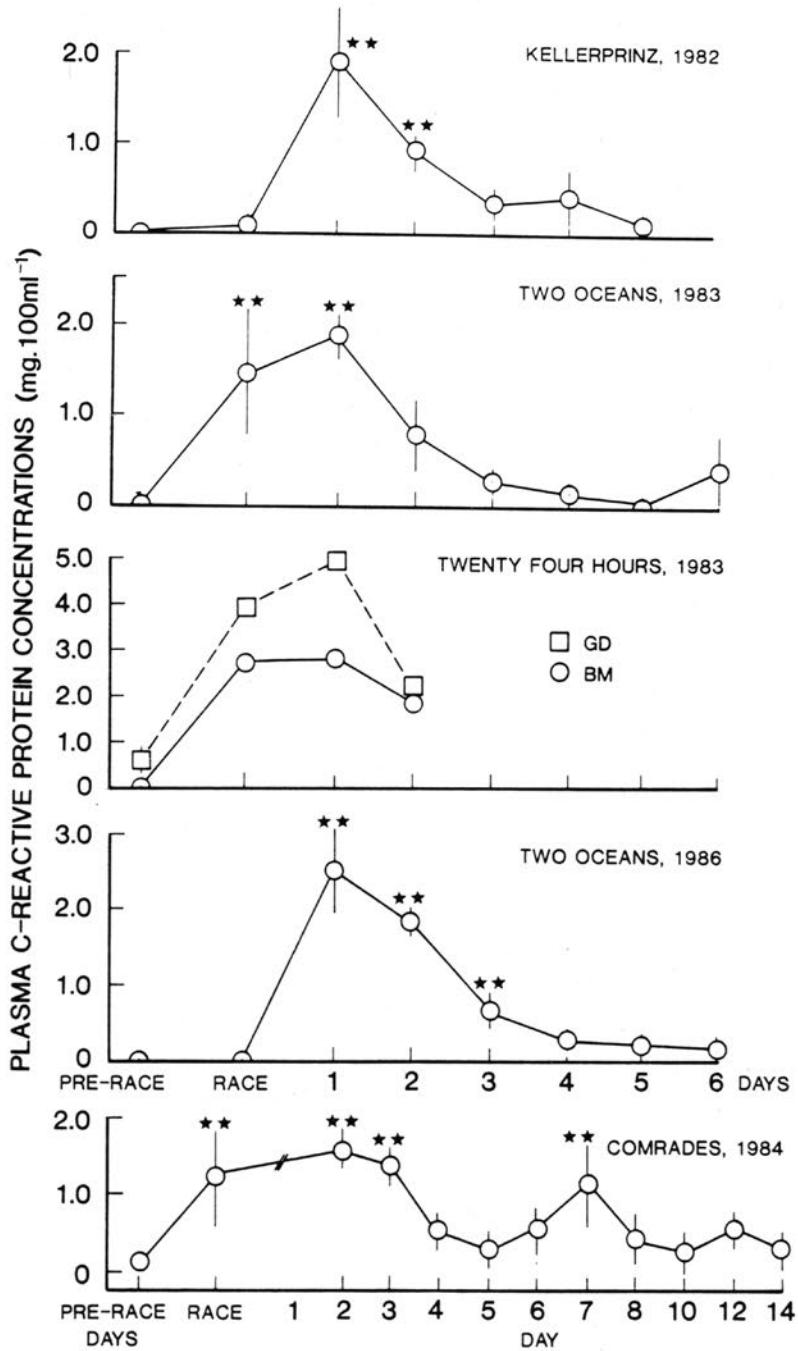 PLASMA C-REACTIVE PROTEIN CONCENTRATIONS (mg.100ml⁻¹)
KELLERPRINZ, 1982
2.0
1.0
0
★★
★★
TWO OCEANS, 1983
2.0
1.0
0
★★
★★
TWENTY FOUR HOURS, 1983
5.0
4.0
3.0
2.0
1.0
0
GD
BM
TWO OCEANS, 1986
3.0
2.0
1.0
0
★★
★★
★★
PRE-RACE RACE 1 2 3 4 5 6 DAYS
COMRADES, 1984
2.0
1.0
0
★★
★★
★★
★★
PRE-RACE RACE 1 2 3 4 5 6 7 8 10 12 14
DAYS DAY